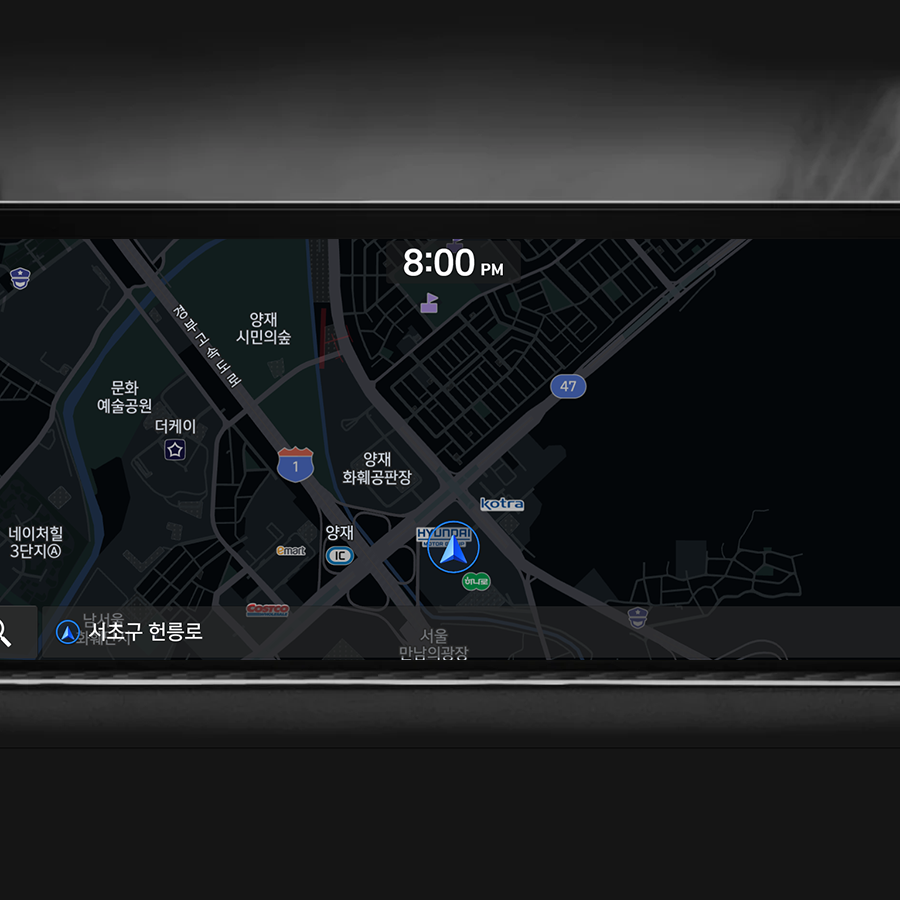 8:00 PM
양재
시민의숲
경부고속도로
47
문화
예술공원
더케이
1
양재
화훼공판장
kotra
네이처힐
3단지Ⓐ
양재
IC
emart
HYUNDAI
MOTOR GROUP
하나로
COSTCO
남서울
화훼단지
서초구 헌릉로
서울
만남의광장